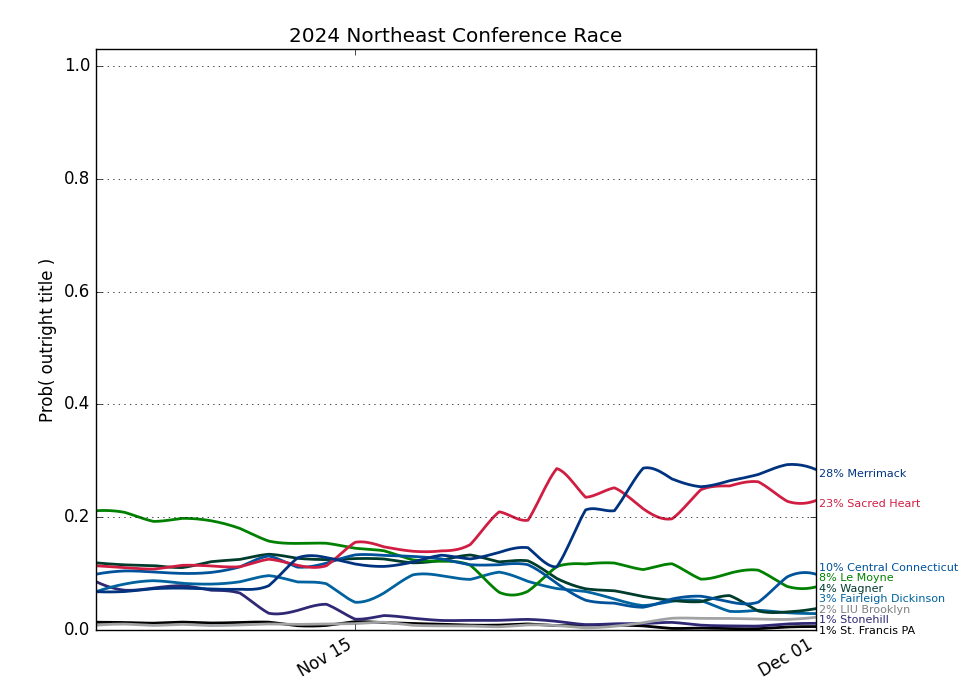 2024 Northeast Conference Race
1.0
0.8
0.6
0.4
0.2
0.0
Prob( outright title )
Nov 15
Dec 01
28% Merrimack
23% Sacred Heart
10% Central Connecticut
8% Le Moyne
4% Wagner
3% Fairleigh Dickinson
2% LIU Brooklyn
1% Stonehill
1% St. Francis PA